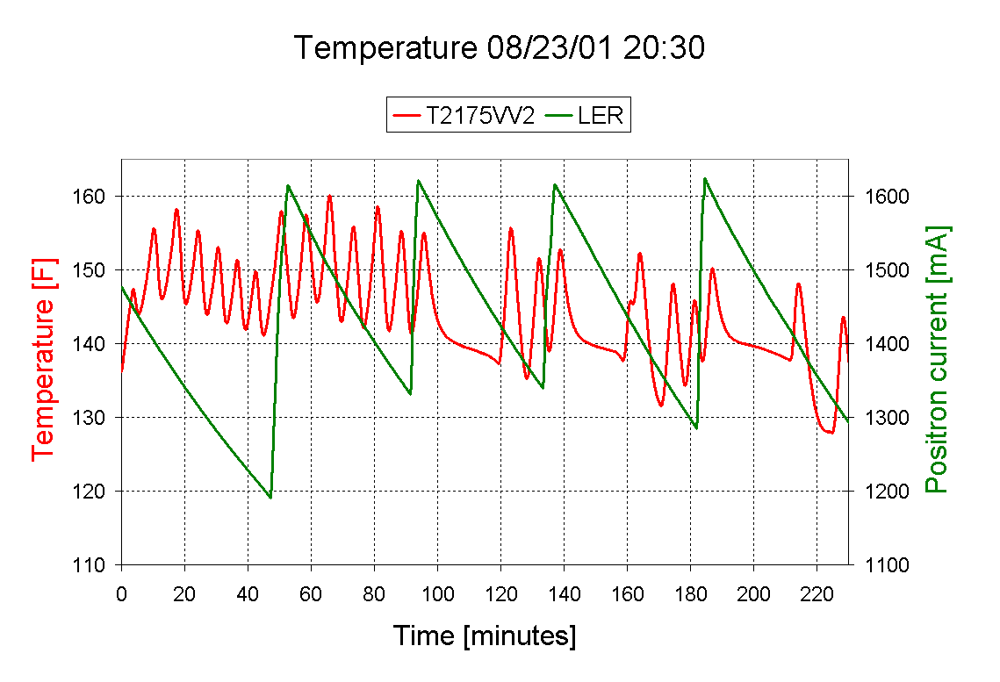 Temperature 08/23/01 20:30
T2175VV2 LER
Temperature [F]
160
150
140
130
120
110
1600
1500
1400
1300
1200
1100
Positron current [mA]
0 20 40 60 80 100 120 140 160 180 200 220
Time [minutes]